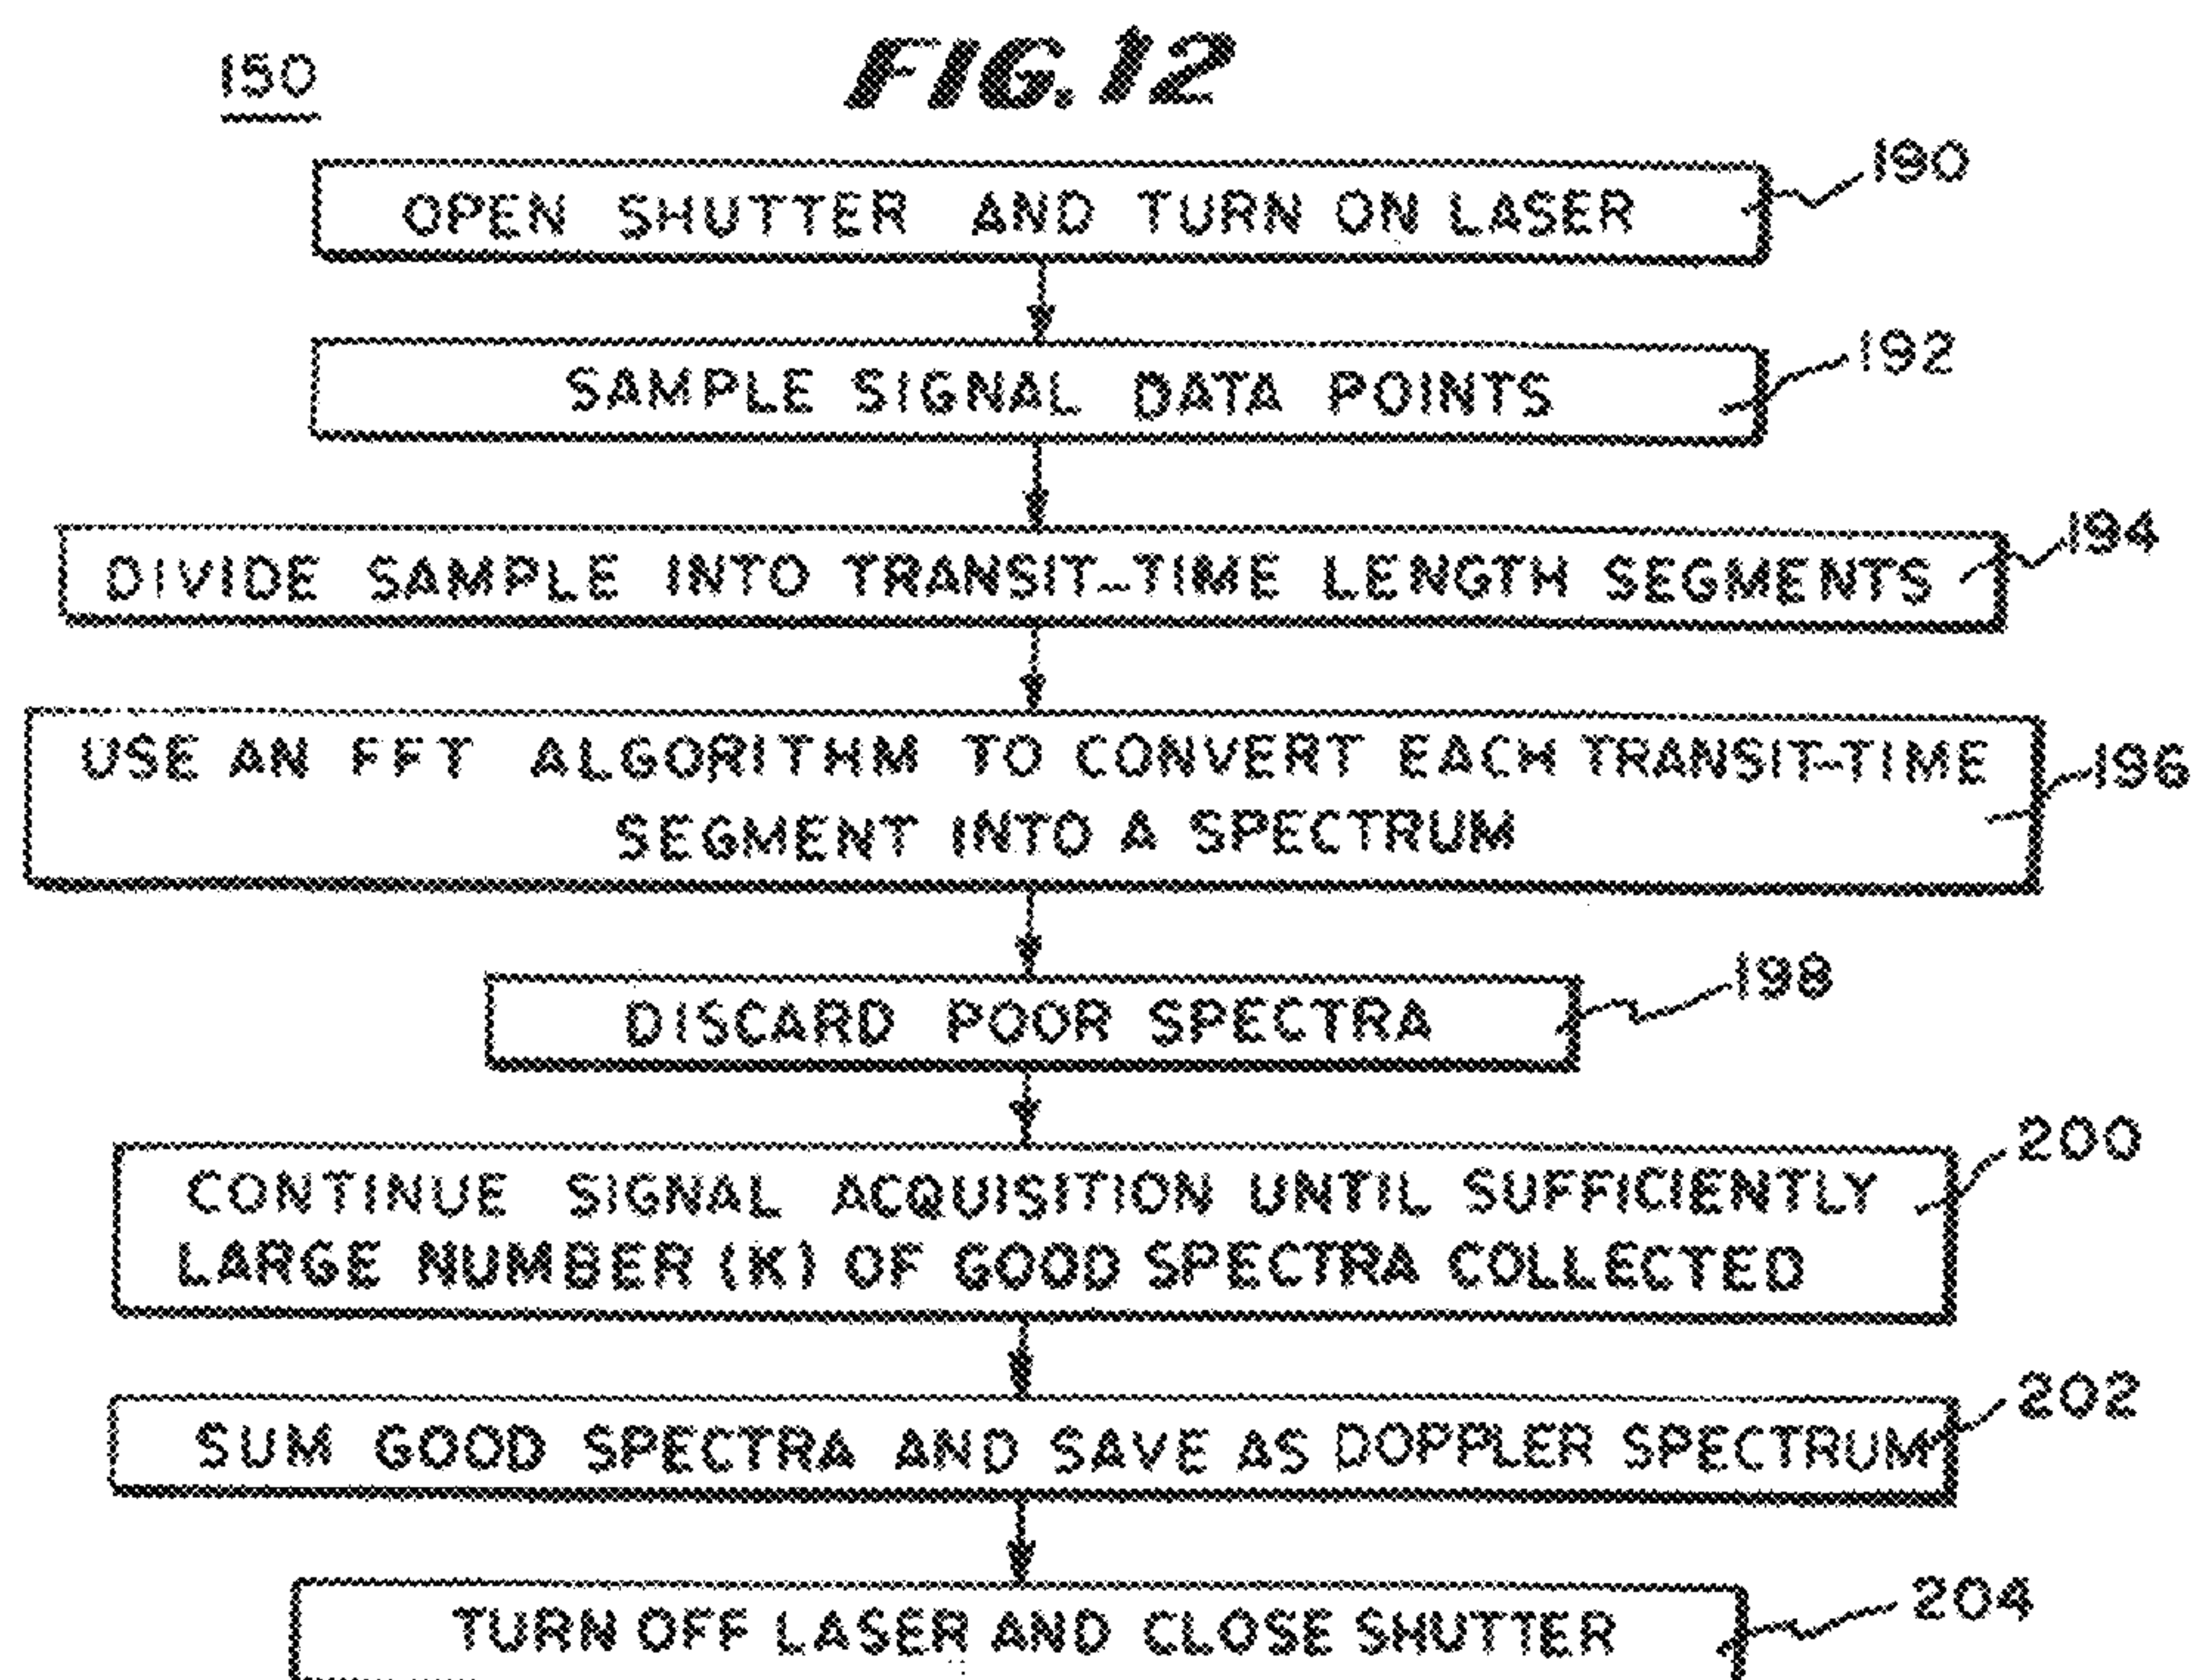 150
FIG. 12
OPEN SHUTTER AND TURN ON LASER
190
SAMPLE SIGNAL DATA POINTS
192
DIVIDE SAMPLE INTO TRANSIT-TIME LENGTH SEGMENTS
194
USE AN FFT ALGORITHM TO CONVERT EACH TRANSIT-TIME
SEGMENT INTO A SPECTRUM
196
DISCARD POOR SPECTRA
198
CONTINUE SIGNAL ACQUISITION UNTIL SUFFICIENTLY
LARGE NUMBER (K) OF GOOD SPECTRA COLLECTED
200
SUM GOOD SPECTRA AND SAVE AS DOPPLER SPECTRUM
202
TURN OFF LASER AND CLOSE SHUTTER
204